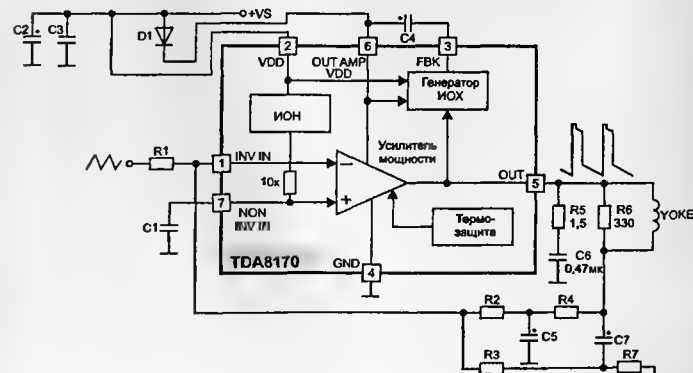 C2
C3
D1
+VS
C4
2
6
3
VDD
OUT AMP
VDD
FBK
Генератор
ИОХ
ИОН
Усилитель
мощности
R1
1
INV IN
10к
OUT
5
7
NON
INV IN
C1
Термо-
защита
TDA8170
GND
4
R5
1,5
R6
330
YOKE
C6
0,47мк
R2
R4
C5
C7
R3
R7